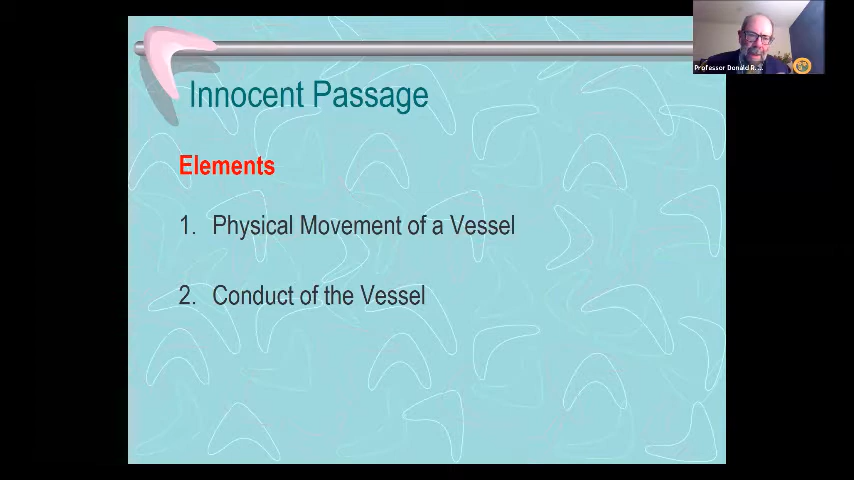 Professor Donald R. J...
Innocent Passage
Elements
1. Physical Movement of a Vessel
2. Conduct of the Vessel